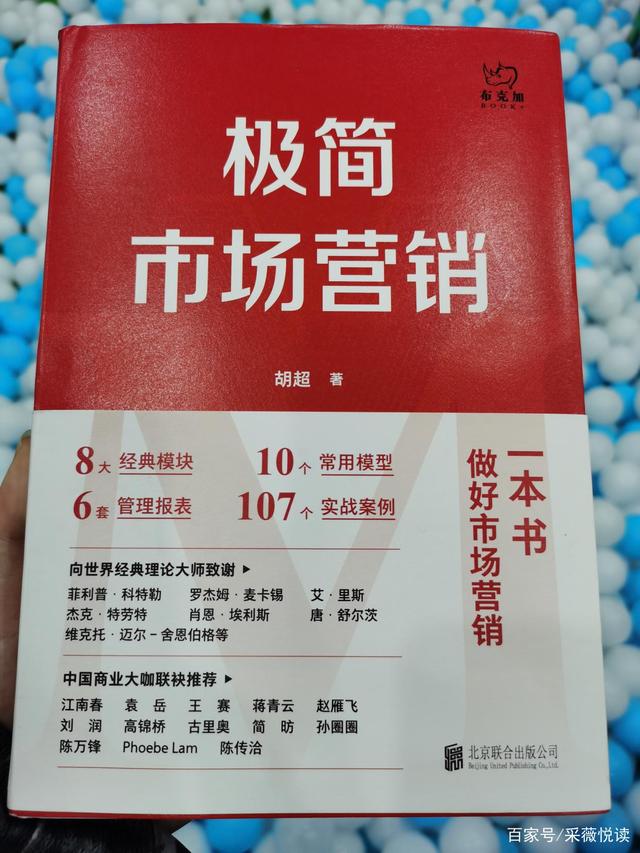 布克加
BOOK+
极简
市场营销
胡超 著
8大 经典模块 10个 常用模型
6套 管理报表 107个 实战案例
一本书
做好市场营销
向世界经典理论大师致谢▶
菲利普·科特勒 罗杰姆·麦卡锡 艾·里斯
杰克·特劳特 肖恩·埃利斯 唐·舒尔茨
维克托·迈尔-舍恩伯格等
中国商业大咖联袂推荐▶
江南春 袁岳 王赛 蒋青云 赵雁飞
刘润 高锦桥 古里奥 简昉 孙圈圈
陈万锋 Phoebe Lam 陈传洽
北京联合出版公司
Beijing United Publishing Co.,Ltd.
百家号/采薇悦读